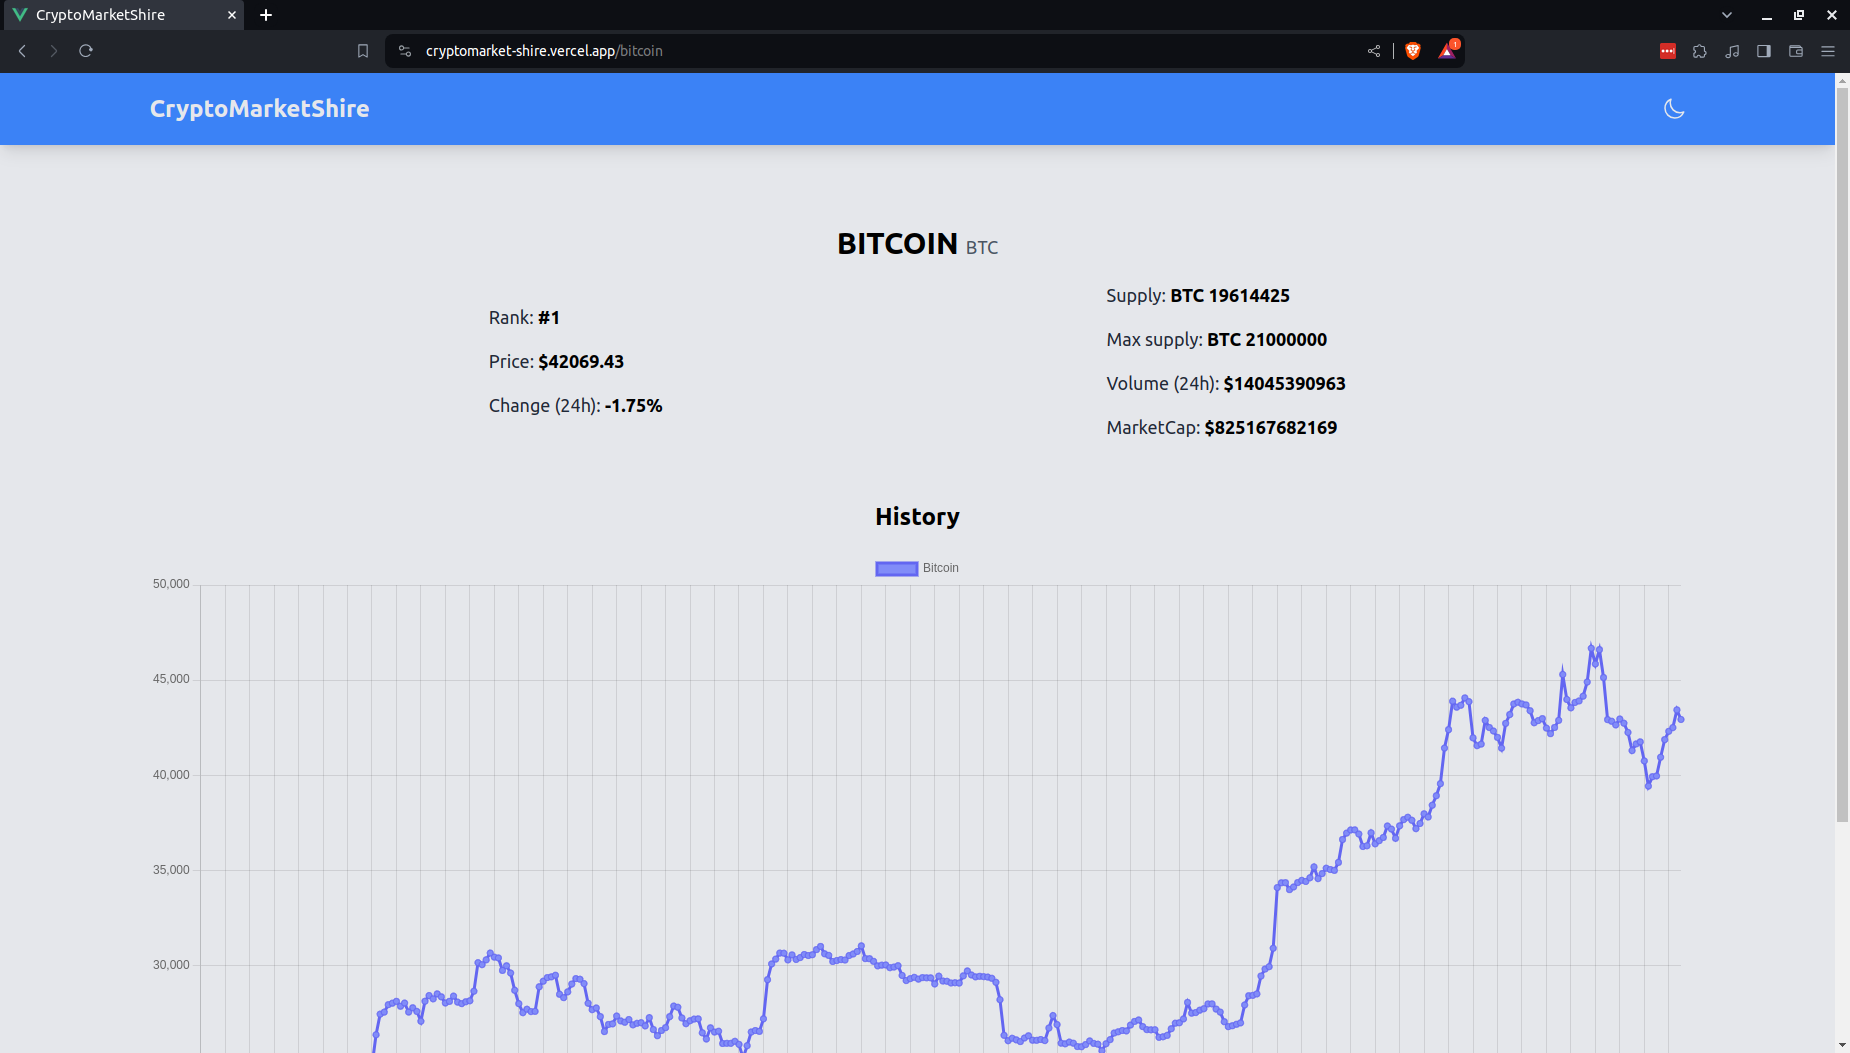 CryptoMarketShire
cryptomarket-shire.vercel.app/bitcoin
1
CryptoMarketShire
BITCOIN BTC
Rank: #1
Price: $42069.43
Change (24h): -1.75%
Supply: BTC 19614425
Max supply: BTC 21000000
Volume (24h): $14045390963
MarketCap: $825167682169
History
Bitcoin
50,000
45,000
40,000
35,000
30,000